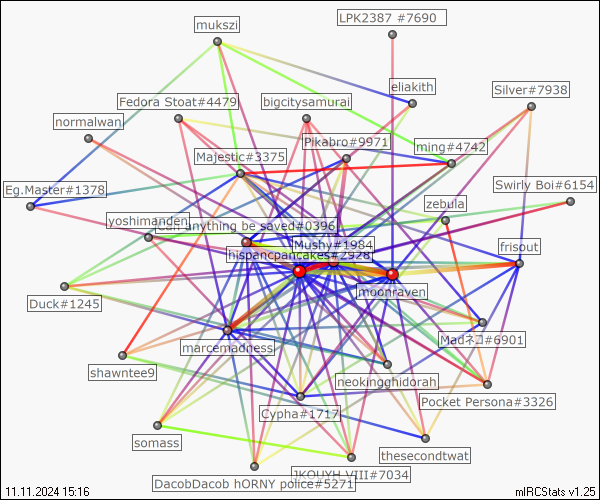 LPK2387 #7690
mukszi
eliakith
Silver#7938
Fedora Stoat#4479
bigcitysamurai
normalwan
Pikabro#9971
ming#4742
Majestic#3375
Swirly Boi#6154
Eg.Master#1378
zebula
yoshimanden
Can anything be saved#0396
Mushy#1984
frisout
hispancpancakes#2928
moonraven
Duck#1245
Madネコ#6901
marcemadness
shawntee9
neokingghidorah
Pocket Persona#3326
Cypha#1717
somass
thesecondtwat
JKOUXH VIII#7034
DacobDacob hORNY police#5271
11.11.2024 15:16
mIRCStats v1.25